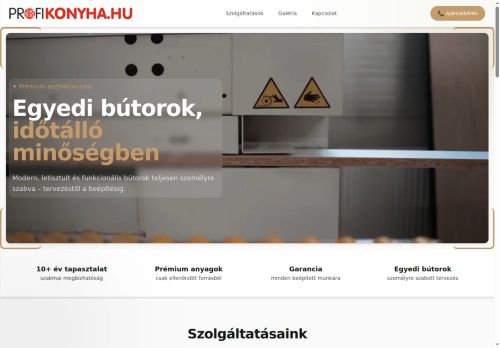 PROFIKONYHA.HU
Szolgáltatások
Galéria
Kapcsolat
📞 Ajánlatkérés
✦ Prémium asztalosmunka
Egyedi bútorok,
időtálló
minőségben
Modern, letisztult és funkcionális bútorok teljesen személyre
szabva – tervezéstől a beépítésig.
10+ év tapasztalat
szakmai megbízhatóság
Prémium anyagok
csak ellenőrzött forrásból
Garancia
minden beépített munkára
Egyedi bútorok
személyre szabott tervezés
Szolgáltatásaink